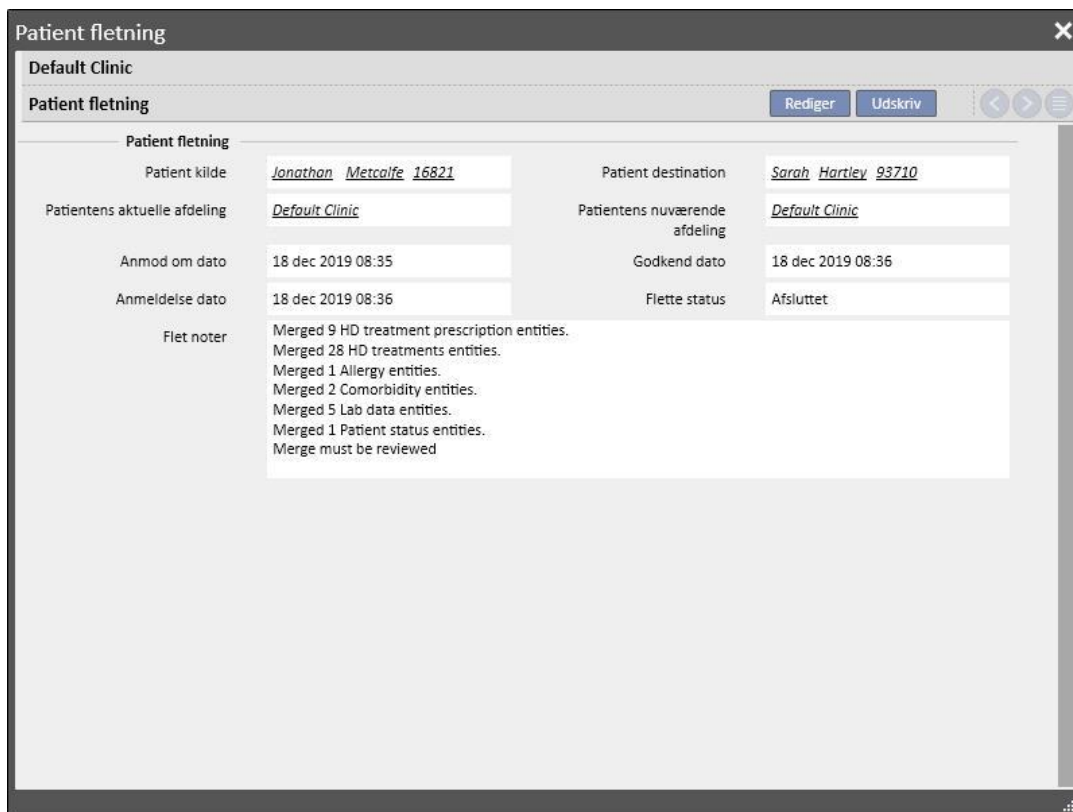 Patient fletning
Default Clinic
Patient fletning
Rediger
Udskriv
Patient fletning
Patient kilde
Jonathan Metcalfe 16821
Patient destination
Sarah Hartley 93710
Patientens aktuelle afdeling
Default Clinic
Patientens nuværende
afdeling
Default Clinic
Anmod om dato
18 dec 2019 08:35
Godkend dato
18 dec 2019 08:36
Anmeldelse dato
18 dec 2019 08:36
Flette status
Afsluttet
Flet noter
Merged 9 HD treatment prescription entities.
Merged 28 HD treatments entities.
Merged 1 Allergy entities.
Merged 2 Comorbidity entities.
Merged 5 Lab data entities.
Merged 1 Patient status entities.
Merge must be reviewed